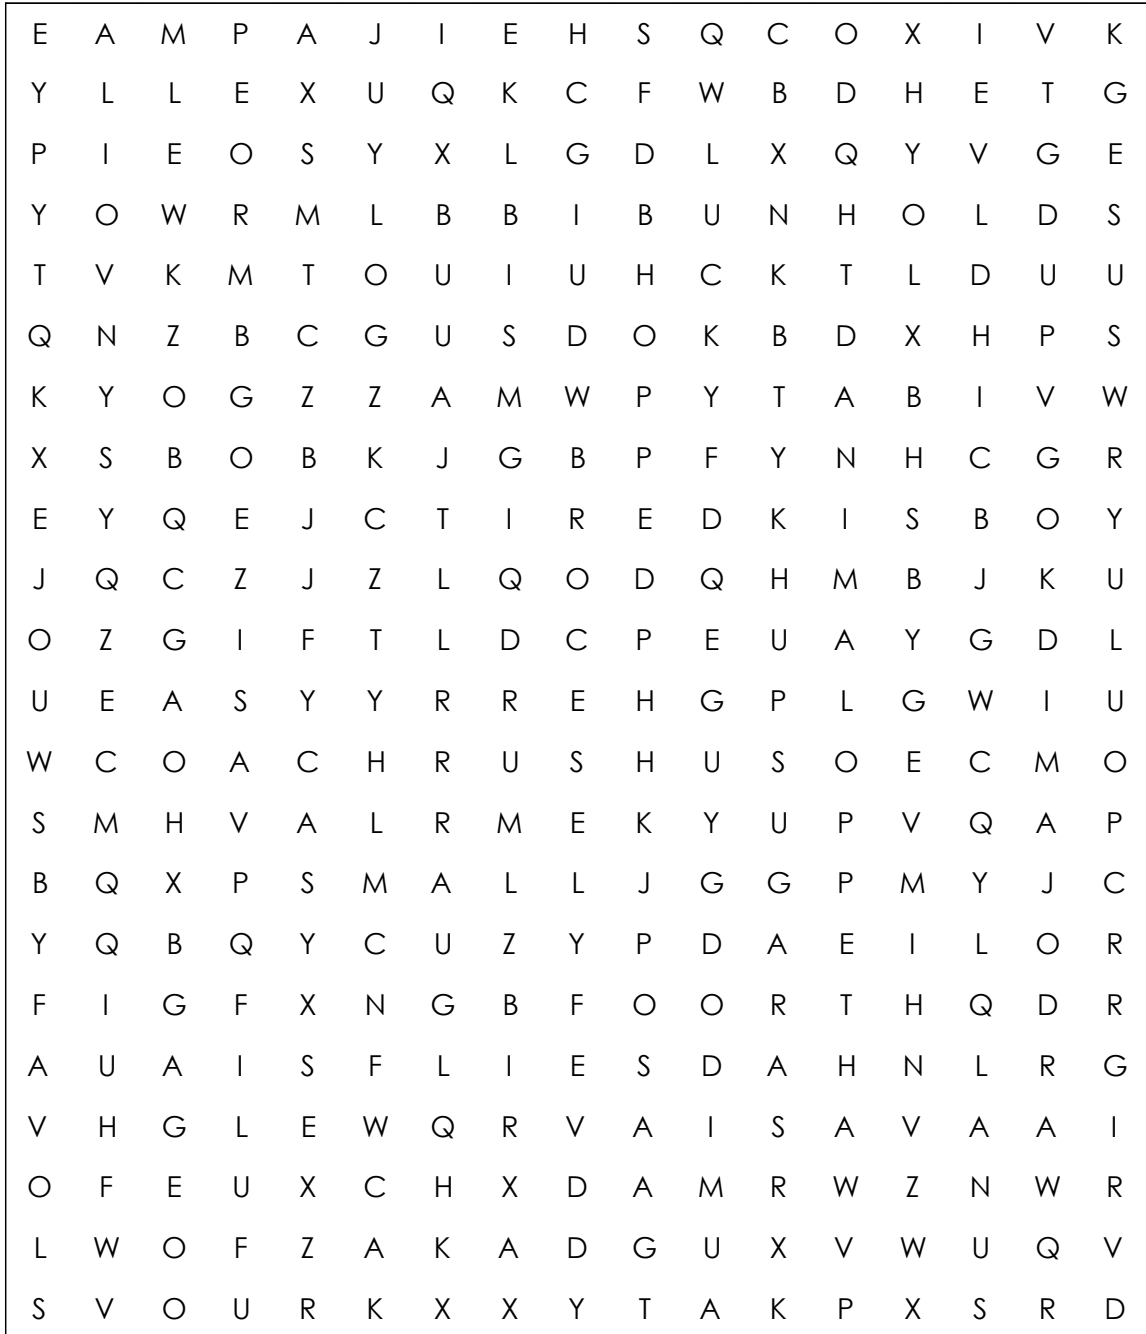 E A M P A J I E H S Q C O X I V K
Y L L E X U Q K C F W B D H E T G
P I E O S Y X L G D L X Q Y V G E
Y O W R M L B B I B U N H O L D S
T V K M T O U I U H C K T L D U U
Q N Z B C G U S D O K B D X H P S
K Y O G Z Z A M W P Y T A B I V W
X S B O B K J G B P F Y N H C G R
E Y Q E J C T I R E D K I S B O Y
J Q C Z J Z L Q O D Q H M B J K U
O Z G I F T L D C P E U A Y G D L
U E A S Y Y R R E H G P L G W I U
W C O A C H R U S H U S O E C M O
S M H V A L R M E K Y U P V Q A P
B Q X P S M A L L J G G P M Y J C
Y Q B Q Y C U Z Y P D A E I L O R
F I G F X N G B F O O R T H Q D R
A U A I S F L I E S D A H N L R G
V H G L E W Q R V A I S A V A A I
O F E U X C H X D A M R W Z N W R
L W O F Z A K A D G U X V W U Q V
S V O U R K X X Y T A K P X S R D